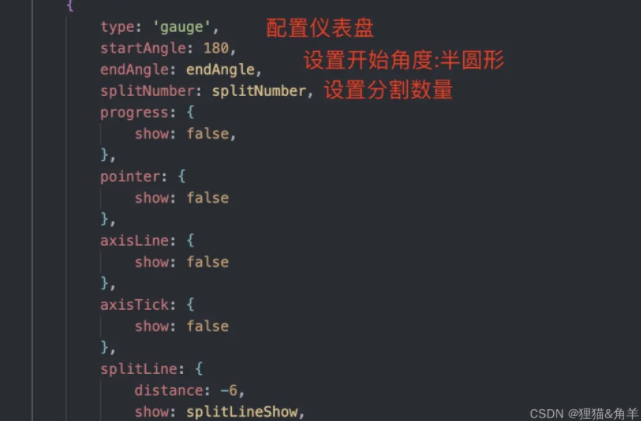 {
type: 'gauge', 配置仪表盘
startAngle: 180, 设置开始角度:半圆形
endAngle: endAngle,
splitNumber: splitNumber, 设置分割数量
progress: {
show: false,
},
pointer: {
show: false
},
axisLine: {
show: false
},
axisTick: {
show: false
},
splitLine: {
distance: -6,
show: splitLineShow,
CSDN @狸猫&角羊